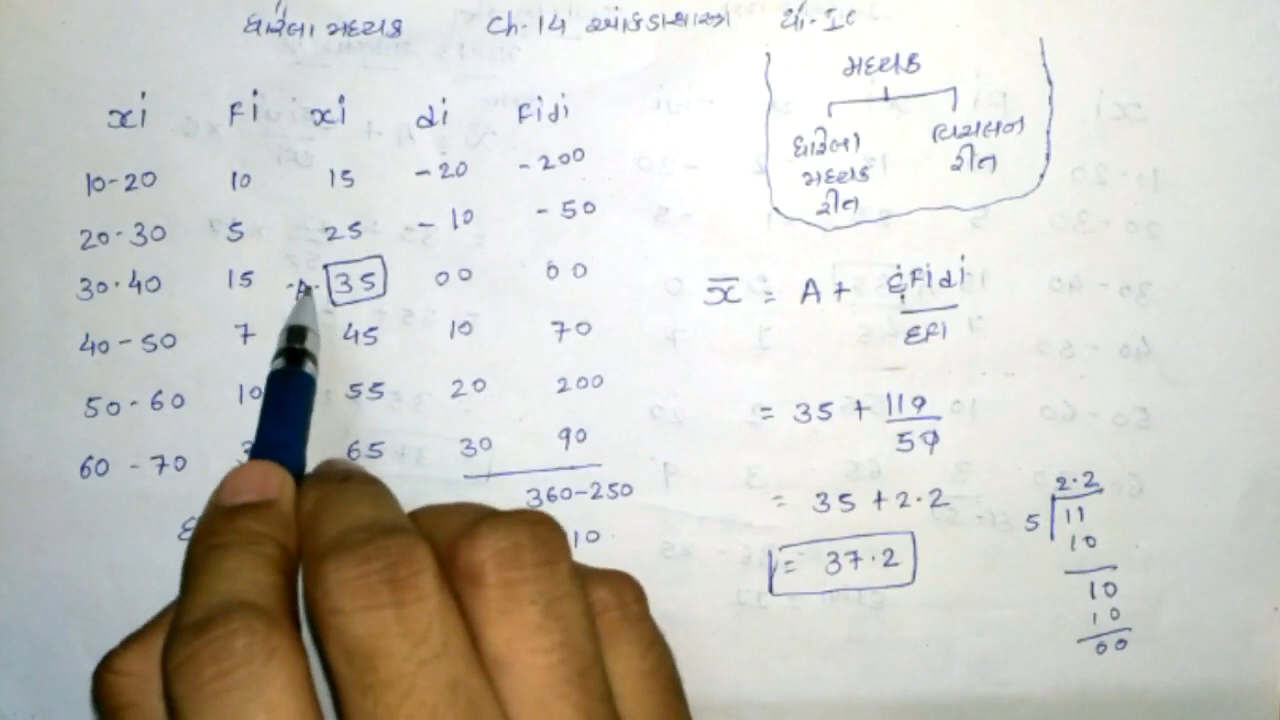 ધારેલા મધ્યક Ch-14 આંકડાશાસ્ત્ર ધો-10
xi Fi xi di Fidi
10-20 10 15 -20 -200
20-30 5 25 -10 -50
30-40 15 A 35 00 00
40-50 7 45 10 70
50-60 10 55 20 200
60-70 3 65 30 90
360-250
10
મધ્યક
ધારેલા મધ્યક રીત
વિચલન રીત
x̄ = A + ΣFidi / ΣFi
= 35 + 110 / 50
= 35 + 2.2
= 37.2
2.2
5 11
10
10
10
00